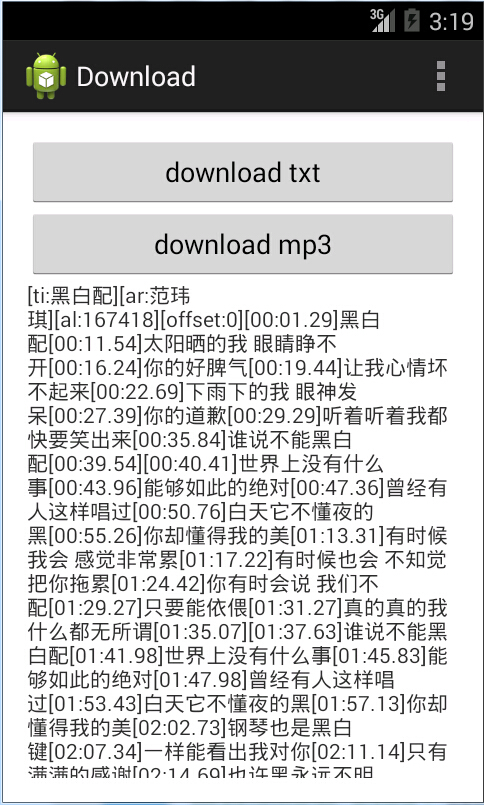 3G 3:19
Download
download txt
download mp3
[ti:黑白配][ar:范玮
琪][al:167418][offset:0][00:01.29]黑白
配[00:11.54]太阳晒的我 眼睛睁不
开[00:16.24]你的好脾气[00:19.44]让我心情坏
不起来[00:22.69]下雨下的我 眼神发
呆[00:27.39]你的道歉[00:29.29]听着听着我都
快要笑出来[00:35.84]谁说不能黑白
配[00:39.54][00:40.41]世界上没有什么
事[00:43.96]能够如此的绝对[00:47.36]曾经有
人这样唱过[00:50.76]白天它不懂夜的
黑[00:55.26]你却懂得我的美[01:13.31]有时候
我会 感觉非常累[01:17.22]有时候也会 不知觉
把你拖累[01:24.42]你有时会说 我们不
配[01:29.27]只要能依偎[01:31.27]真的真的我
什么都无所谓[01:35.07][01:37.63]谁说不能黑
白配[01:41.98]世界上没有什么事[01:45.83]能
够如此的绝对[01:47.98]曾经有人这样唱
过[01:53.43]白天它不懂夜的黑[01:57.13]你却
懂得我的美[02:02.73]钢琴也是黑白
键[02:07.34]一样能看出我对你[02:11.14]只有
满满的感谢[02:14.69]也许黑永远不明